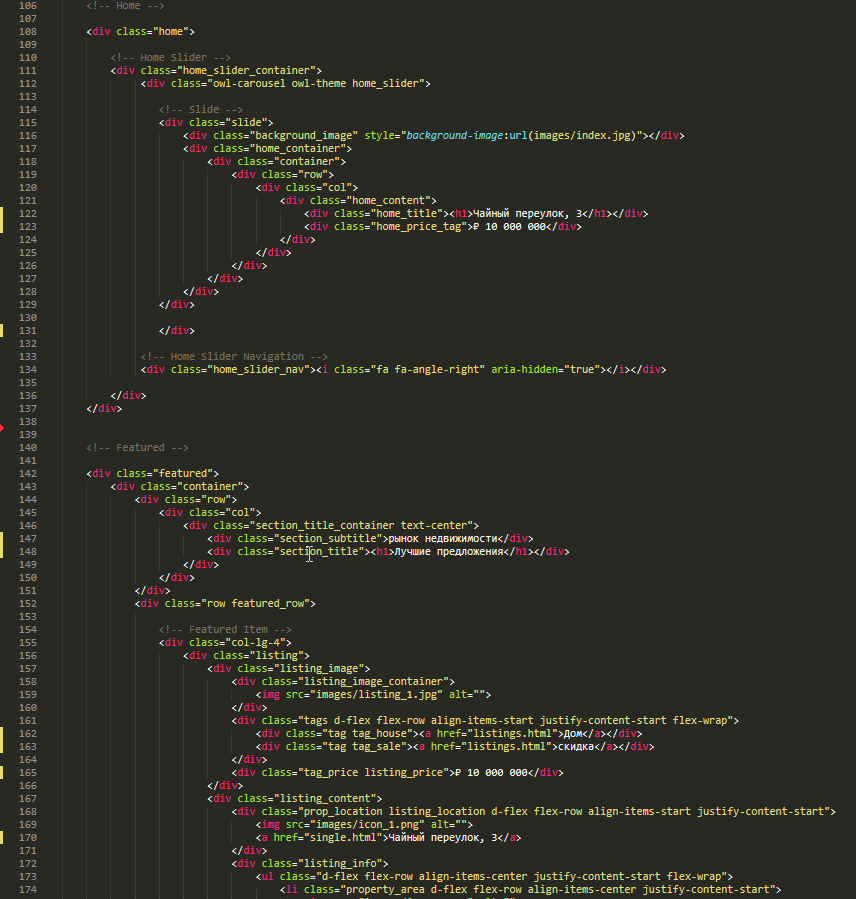 106 <!-- Home -->
107
108 <div class="home">
109
110 <!-- Home Slider -->
111 <div class="home_slider_container">
112 <div class="owl-carousel owl-theme home_slider">
113
114 <!-- Slide -->
115 <div class="slide">
116 <div class="background_image" style="background-image:url(images/index.jpg)"></div>
117 <div class="home_container">
118 <div class="container">
119 <div class="row">
120 <div class="col">
121 <div class="home_content">
122 <div class="home_title"><h1>Чайный переулок, 3</h1></div>
123 <div class="home_price_tag">₽ 10 000 000</div>
124 </div>
125 </div>
126 </div>
127 </div>
128 </div>
129 </div>
130
131 </div>
132
133 <!-- Home Slider Navigation -->
134 <div class="home_slider_nav"><i class="fa fa-angle-right" aria-hidden="true"></i></div>
135
136 </div>
137 </div>
138
139
140 <!-- Featured -->
141
142 <div class="featured">
143 <div class="container">
144 <div class="row">
145 <div class="col">
146 <div class="section_title_container text-center">
147 <div class="section_subtitle">рынок недвижимости</div>
148 <div class="section_title"><h1>Лучшие предложения</h1></div>
149 </div>
150 </div>
151 </div>
152 <div class="row featured_row">
153
154 <!-- Featured Item -->
155 <div class="col-lg-4">
156 <div class="listing">
157 <div class="listing_image">
158 <div class="listing_image_container">
159 <img src="images/listing_1.jpg" alt="">
160 </div>
161 <div class="tags d-flex flex-row align-items-start justify-content-start flex-wrap">
162 <div class="tag tag_house"><a href="listings.html">Дом</a></div>
163 <div class="tag tag_sale"><a href="listings.html">скидка</a></div>
164 </div>
165 <div class="tag_price listing_price">₽ 10 000 000</div>
166 </div>
167 <div class="listing_content">
168 <div class="prop_location listing_location d-flex flex-row align-items-start justify-content-start">
169 <img src="images/icon_1.png" alt="">
170 <a href="single.html">Чайный переулок, 3</a>
171 </div>
172 <div class="listing_info">
173 <ul class="d-flex flex-row align-items-center justify-content-start flex-wrap">
174 <li class="property_area d-flex flex-row align-items-center justify-content-start">